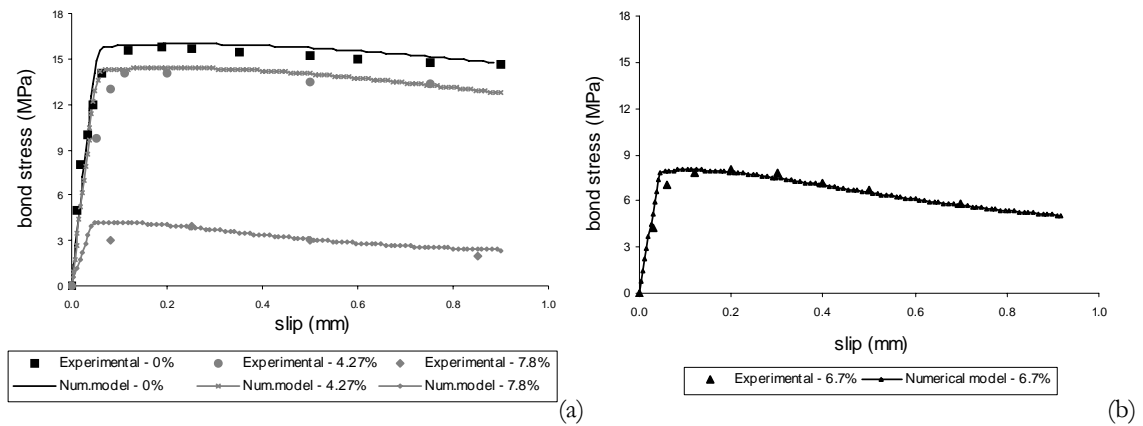 18
15
12
9
6
3
0
bond stress (MPa)
0.0 0.2 0.4 0.6 0.8 1.0
slip (mm)
Experimental - 0% Experimental - 4.27% Experimental - 7.8%
Num.model - 0% Num.model - 4.27% Num.model - 7.8%
(a)
18
15
12
9
6
3
0
bond stress (MPa)
0.0 0.2 0.4 0.6 0.8 1.0
slip (mm)
Experimental - 6.7% Numerical model - 6.7%
(b)